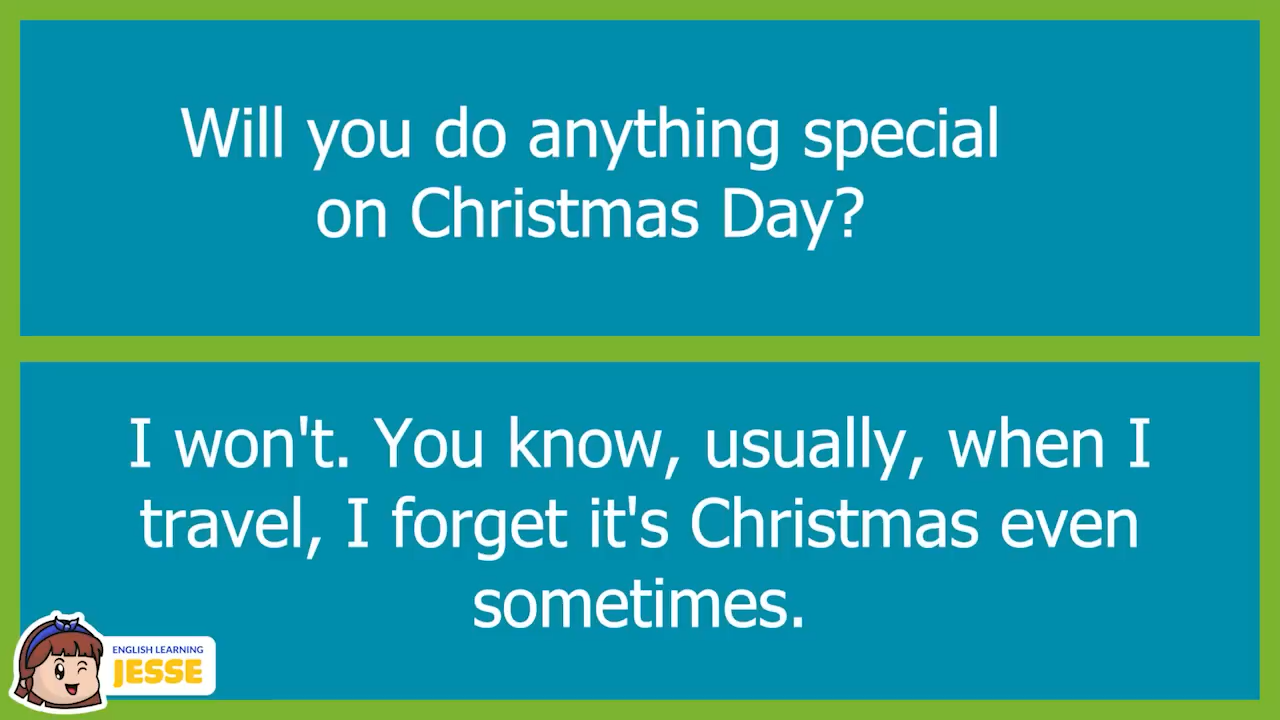 Will you do anything special
on Christmas Day?
I won't. You know, usually, when I
travel, I forget it's Christmas even
sometimes.
ENGLISH LEARNING
JESSE